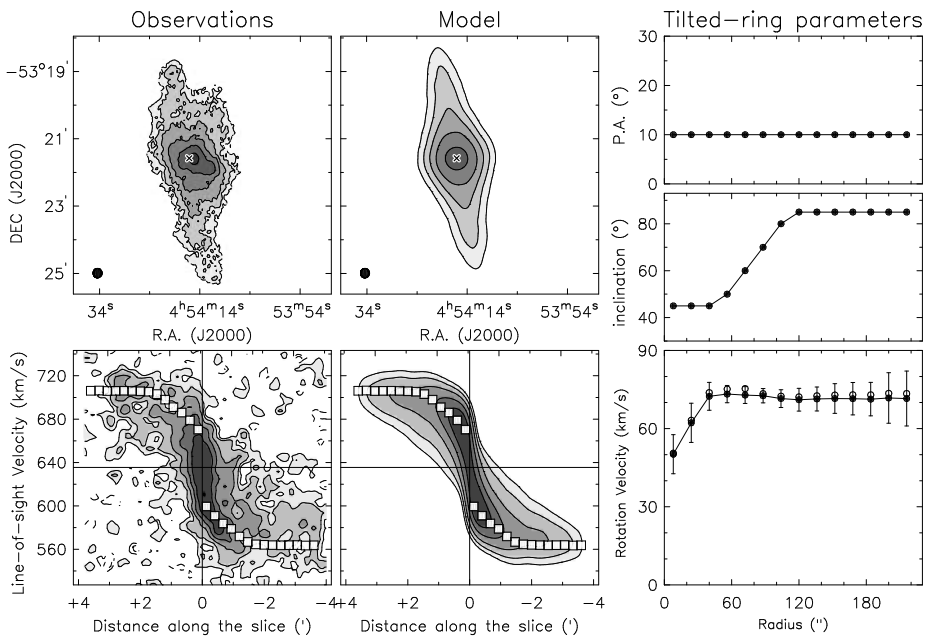 Observations
Model
Tilted-ring parameters
-53°19'
21'
22'
23'
25'
DEC (J2000)
34s
4h54m14s
53m54s
R.A. (J2000)
34s
4h54m14s
53m54s
R.A. (J2000)
30
20
10
0
P.A. (°)
80
60
40
inclination (°)
720
680
640
600
560
Line-of-sight Velocity (km/s)
+4
+2
0
-2
-4
Distance along the slice (')
+4
+2
0
-2
-4
Distance along the slice (')
90
60
30
0
Rotation Velocity (km/s)
0
60
120
180
Radius (")